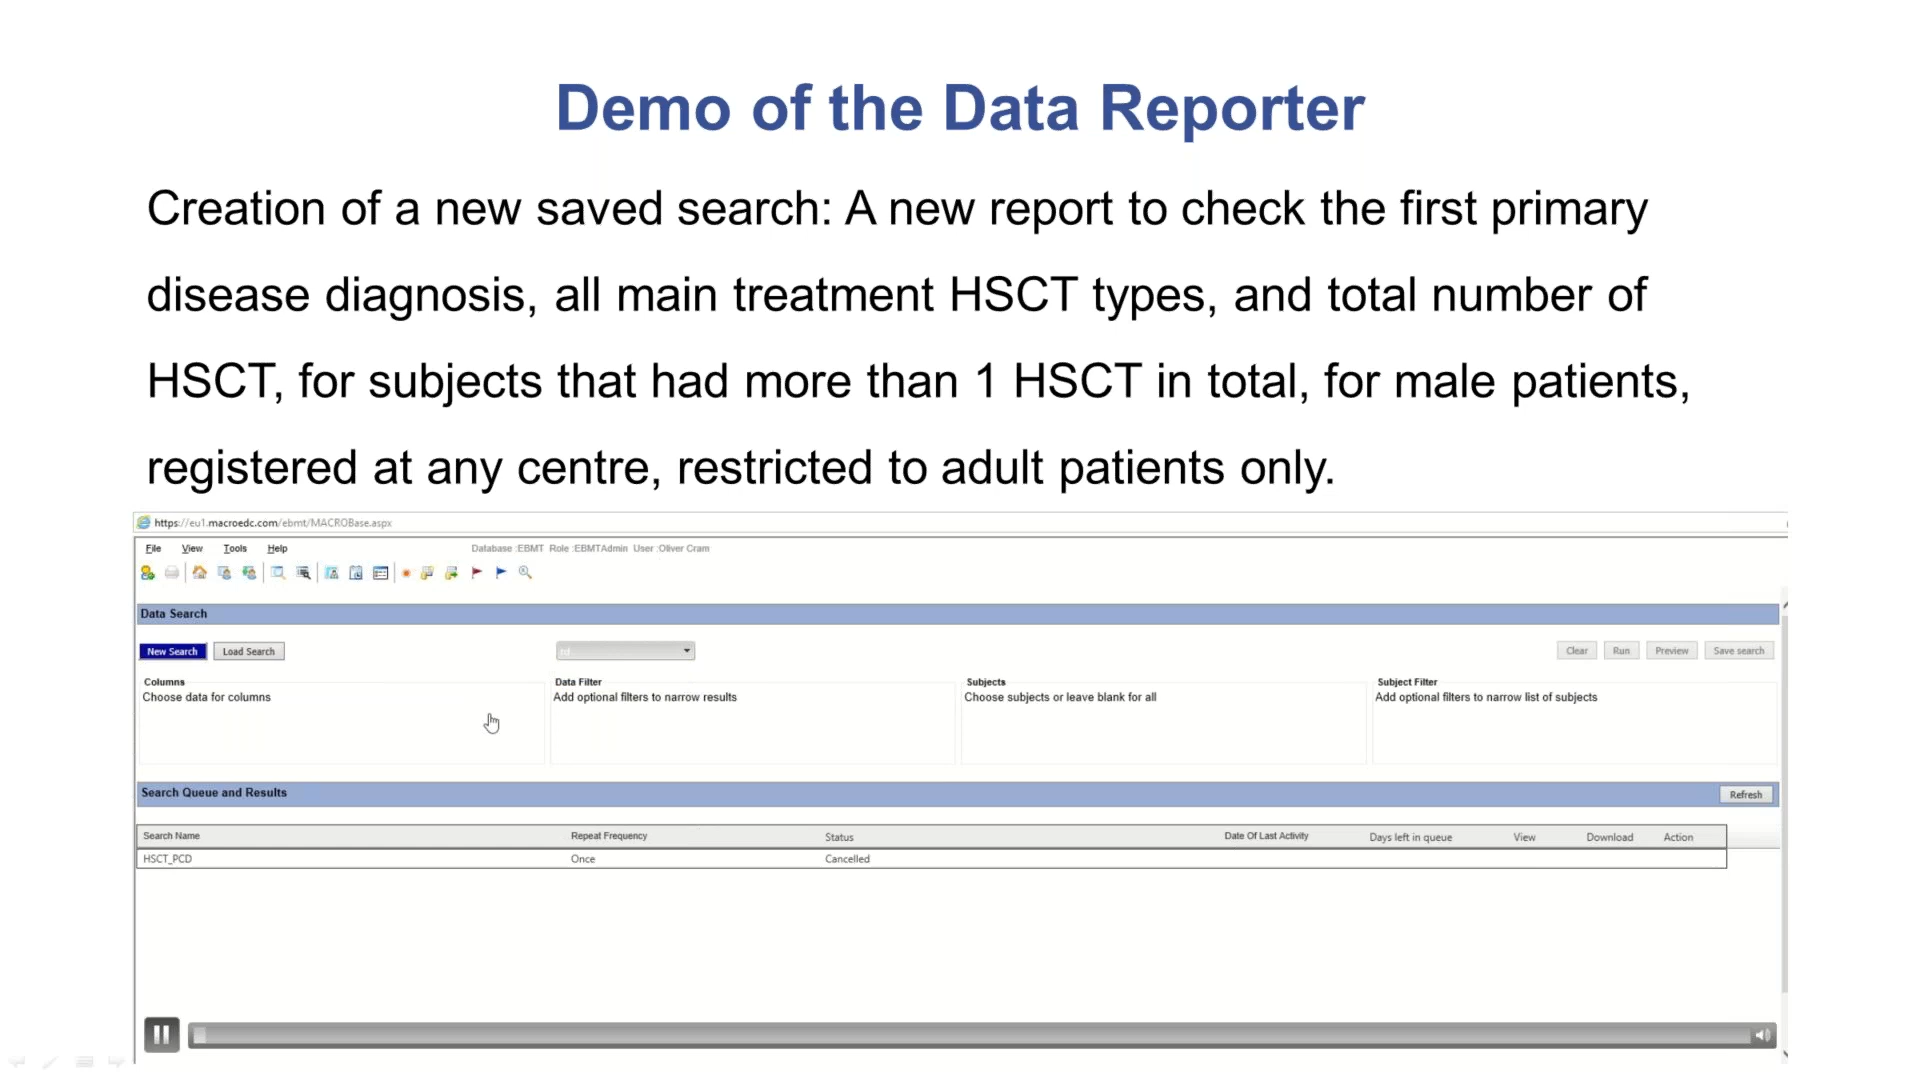 Demo of the Data Reporter
Creation of a new saved search: A new report to check the first primary
disease diagnosis, all main treatment HSCT types, and total number of
HSCT, for subjects that had more than 1 HSCT in total, for male patients,
registered at any centre, restricted to adult patients only.
https://eu1.macroedc.com/ebmt/MACROBase.aspx
File View Tools Help Database :EBMT Role :EBMTAdmin User :Oliver Cram
Data Search
New Search Load Search rd Clear Run Preview Save search
Columns Data Filter Subjects Subject Filter
Choose data for columns Add optional filters to narrow results Choose subjects or leave blank for all Add optional filters to narrow list of subjects
Search Queue and Results Refresh
Search Name Repeat Frequency Status Date Of Last Activity Days left in queue View Download Action
HSCT_PCD Once Cancelled